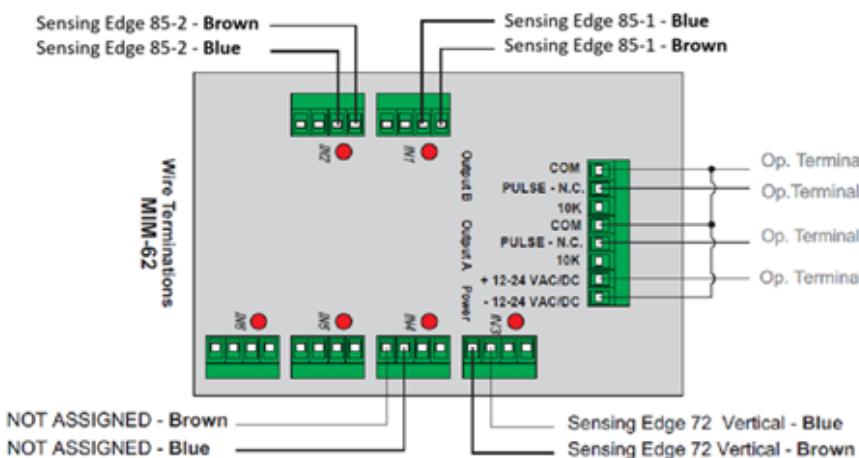 Sensing Edge 85-2 - Brown
Sensing Edge 85-2 - Blue
Sensing Edge 85-1 - Blue
Sensing Edge 85-1 - Brown
IN2
IN1
Wire Terminations
MIM-62
Output B
Output A
Power
COM
PULSE - N.C.
10K
COM
PULSE - N.C.
10K
+ 12-24 VAC/DC
- 12-24 VAC/DC
Op. Termina
Op.Terminal
Op. Terminal
Op. Termina
IN6
IN5
IN4
IN3
NOT ASSIGNED - Brown
NOT ASSIGNED - Blue
Sensing Edge 72 Vertical - Blue
Sensing Edge 72 Vertical - Brown